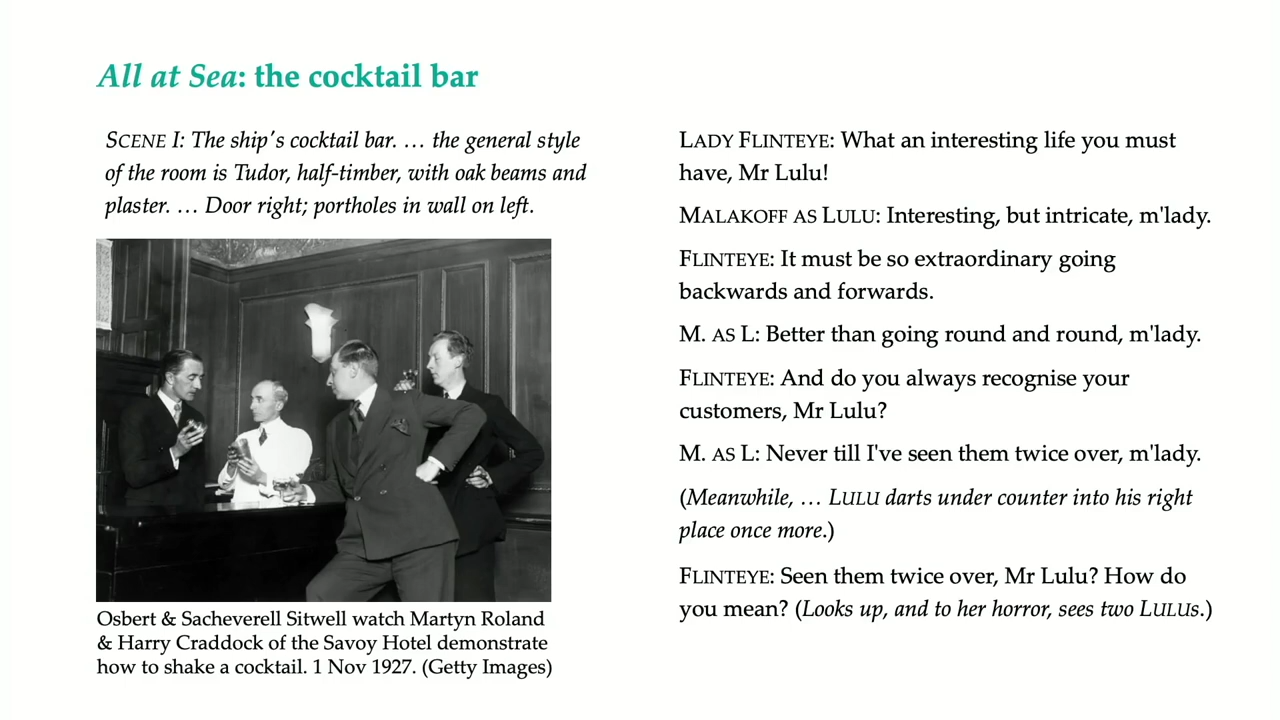 All at Sea: the cocktail bar
SCENE I: The ship's cocktail bar. … the general style
of the room is Tudor, half-timber, with oak beams and
plaster. … Door right; portholes in wall on left.
Osbert & Sacheverell Sitwell watch Martyn Roland
& Harry Craddock of the Savoy Hotel demonstrate
how to shake a cocktail. 1 Nov 1927. (Getty Images)
LADY FLINTEYE: What an interesting life you must
have, Mr Lulu!
MALAKOFF AS LULU: Interesting, but intricate, m'lady.
FLINTEYE: It must be so extraordinary going
backwards and forwards.
M. AS L: Better than going round and round, m'lady.
FLINTEYE: And do you always recognise your
customers, Mr Lulu?
M. AS L: Never till I've seen them twice over, m'lady.
(Meanwhile, … LULU darts under counter into his right
place once more.)
FLINTEYE: Seen them twice over, Mr Lulu? How do
you mean? (Looks up, and to her horror, sees two LULUs.)